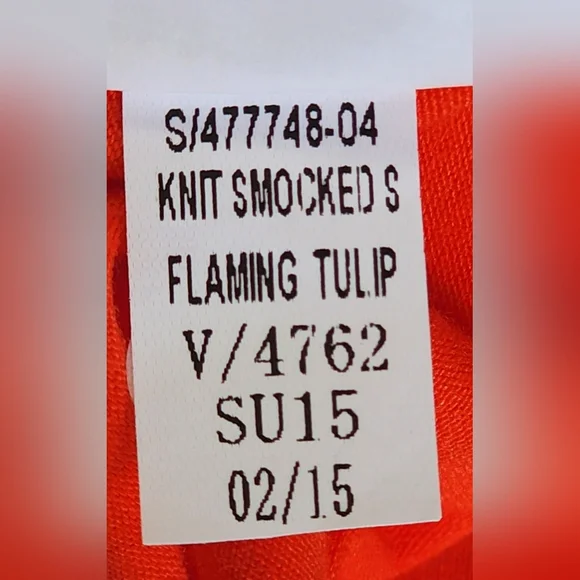 S/477748-04
KNIT SMOCKED S
FLAMING TULIP
V/4762
SU15
02/15